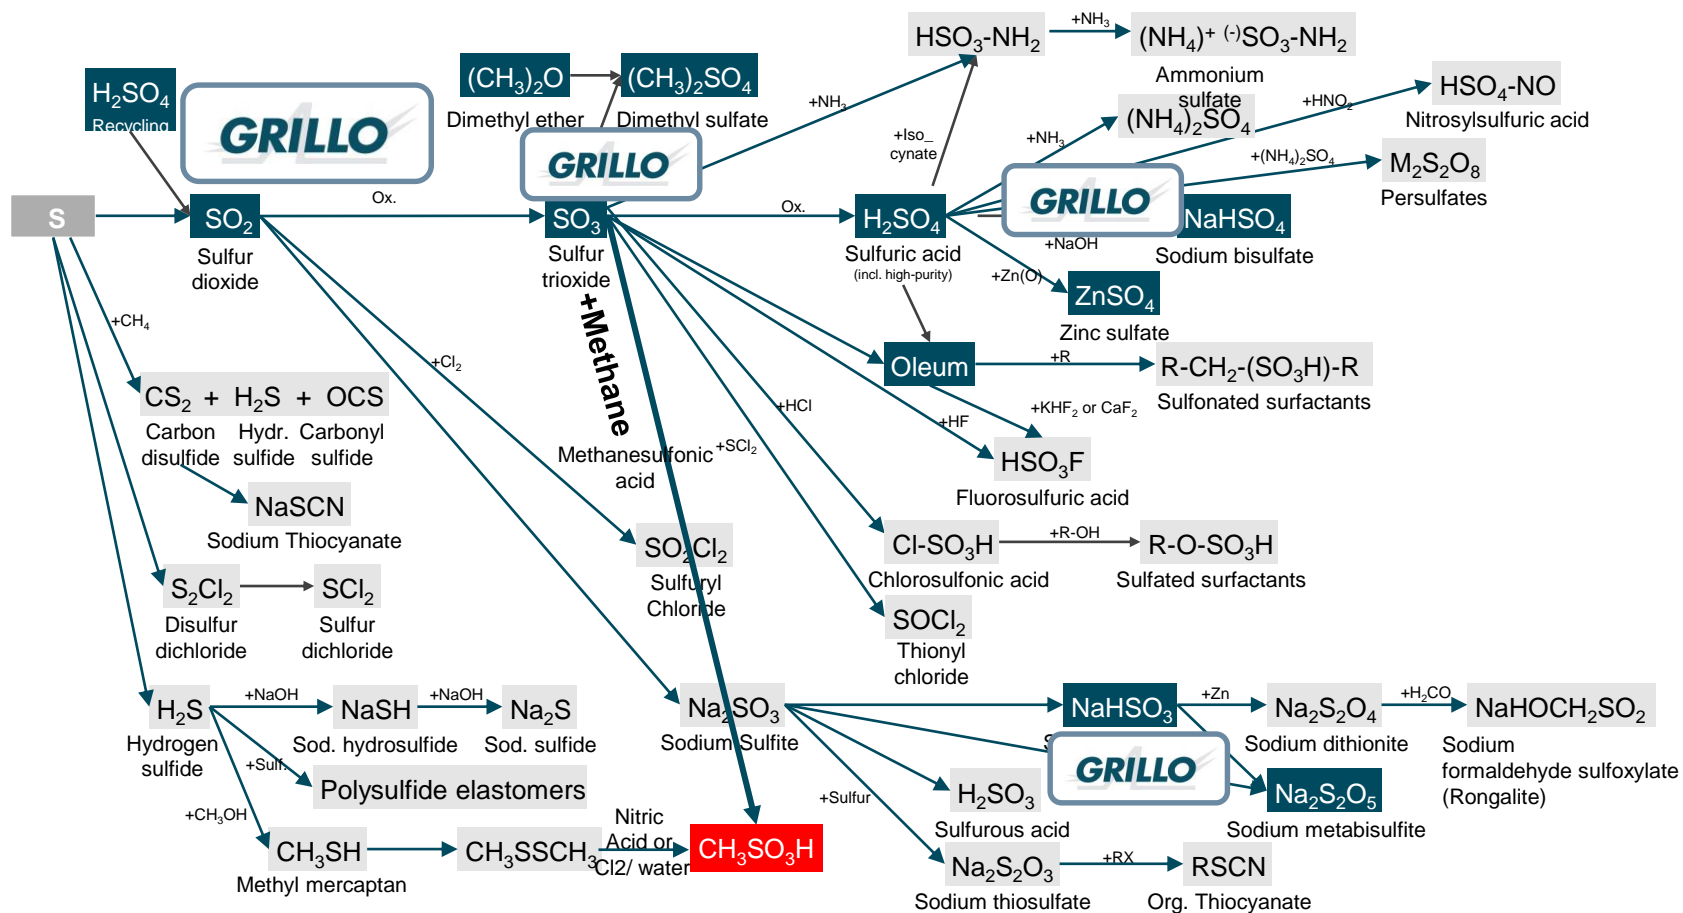 HSO3-NH2
+NH3
(NH4)+ (-)SO3-NH2
Ammonium
sulfate
H2SO4
Recycling
GRILLO
(CH3)2O
Dimethyl ether
(CH3)2SO4
Dimethyl sulfate
GRILLO
+NH3
+Iso_
cynate
+NH3
(NH4)2SO4
+HNO2
HSO4-NO
Nitrosylsulfuric acid
+(NH4)2SO4
M2S2O8
Persulfates
S
SO2
Sulfur
dioxide
Ox.
SO3
Sulfur
trioxide
Ox.
H2SO4
Sulfuric acid
(incl. high-purity)
GRILLO
+NaOH
NaHSO4
Sodium bisulfate
+Zn(O)
ZnSO4
Zinc sulfate
+CH4
+Cl2
+Methane
Oleum
+R
R-CH2-(SO3H)-R
Sulfonated surfactants
CS2 + H2S + OCS
Carbon
disulfide
Hydr.
sulfide
Carbonyl
sulfide
+HCl
+SCl2
+HF
+KHF2 or CaF2
HSO3F
Fluorosulfuric acid
Methanesulfonic
acid
NaSCN
Sodium Thiocyanate
SO2Cl2
Sulfuryl
Chloride
Cl-SO3H
Chlorosulfonic acid
+R-OH
R-O-SO3H
Sulfated surfactants
S2Cl2
Disulfur
dichloride
SCl2
Sulfur
dichloride
SOCl2
Thionyl
chloride
H2S
Hydrogen
sulfide
+NaOH
NaSH
Sod. hydrosulfide
+NaOH
Na2S
Sod. sulfide
Na2SO3
Sodium Sulfite
NaHSO3
+Zn
Na2S2O4
Sodium dithionite
+H2CO
NaHOCH2SO2
Sodium
formaldehyde sulfoxylate
(Rongalite)
GRILLO
+Sulf.
Polysulfide elastomers
H2SO3
Sulfurous acid
Na2S2O5
Sodium metabisulfite
+CH3OH
CH3SH
Methyl mercaptan
CH3SSCH3
Nitric
Acid or
Cl2/ water
CH3SO3H
+Sulfur
Na2S2O3
Sodium thiosulfate
+RX
RSCN
Org. Thiocyanate